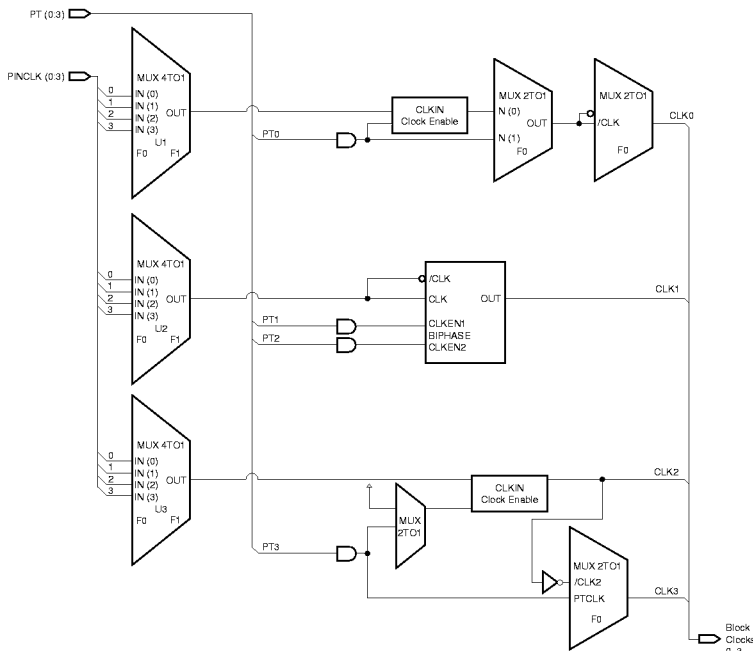 PT (0:3)
PINCLK (0:3)
MUX 4TO1
0 IN (0)
1 IN (1)
2 IN (2)
3 IN (3)
OUT
U1
F0 F1
PT0
CLKIN
Clock Enable
MUX 2TO1
N (0)
OUT
N (1)
F0
MUX 2TO1
/CLK
F0
CLK0
MUX 4TO1
0 IN (0)
1 IN (1)
2 IN (2)
3 IN (3)
OUT
U2
F0 F1
PT1
PT2
/CLK
CLK OUT
CLKEN1
BIPHASE
CLKEN2
CLK1
MUX 4TO1
0 IN (0)
1 IN (1)
2 IN (2)
3 IN (3)
OUT
U3
F0 F1
PT3
MUX
2TO1
CLKIN
Clock Enable
CLK2
MUX 2TO1
/CLK2
PTCLK
F0
CLK3
Block
Clocks